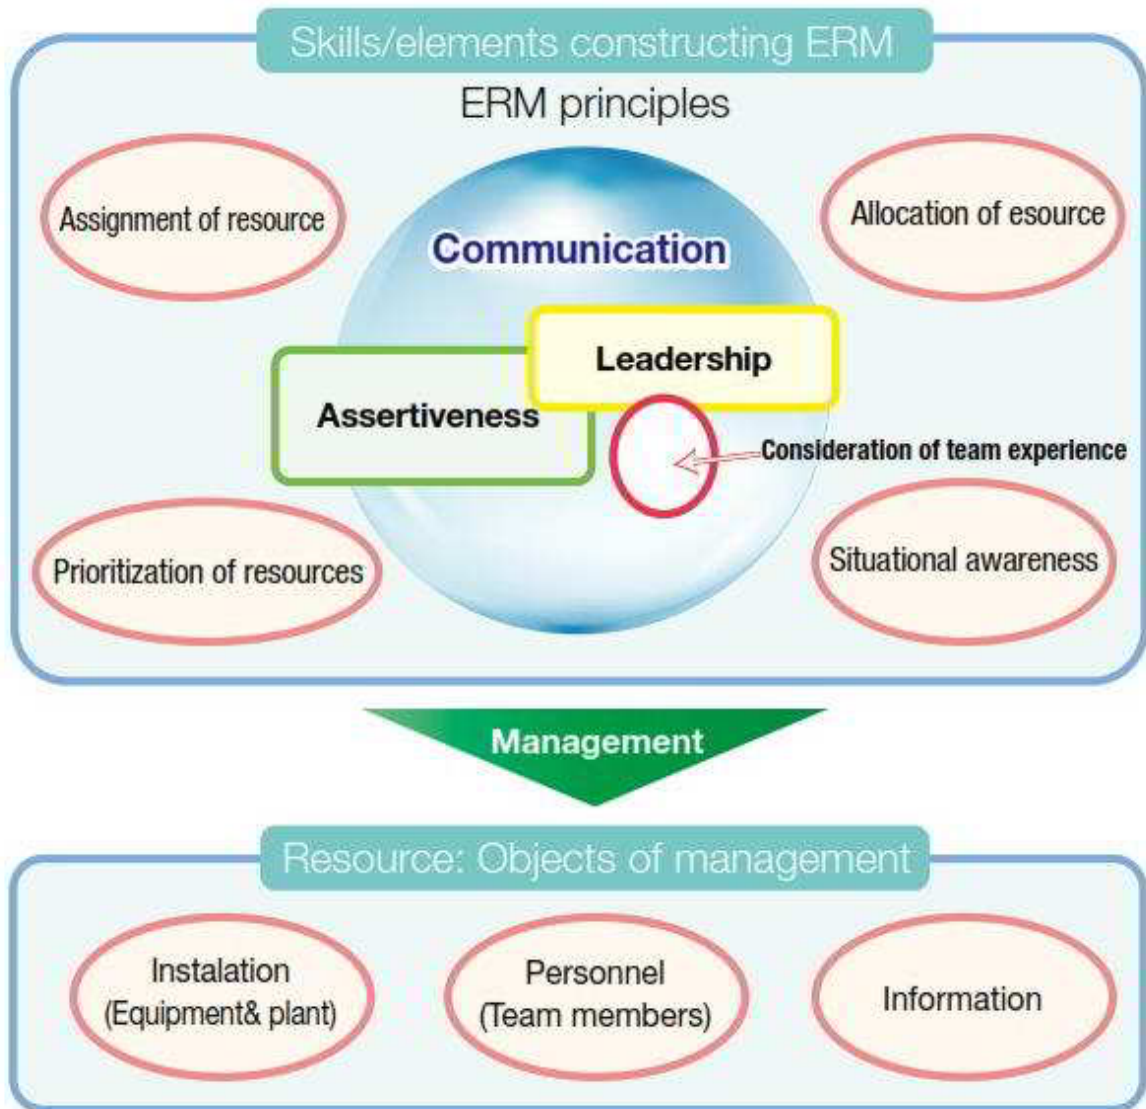 Skills/elements constructing ERM
ERM principles
Assignment of resource
Allocation of esource
Communication
Leadership
Assertiveness
Consideration of team experience
Prioritization of resources
Situational awareness
Management
Resource: Objects of management
Instalation
(Equipment& plant)
Personnel
(Team members)
Information